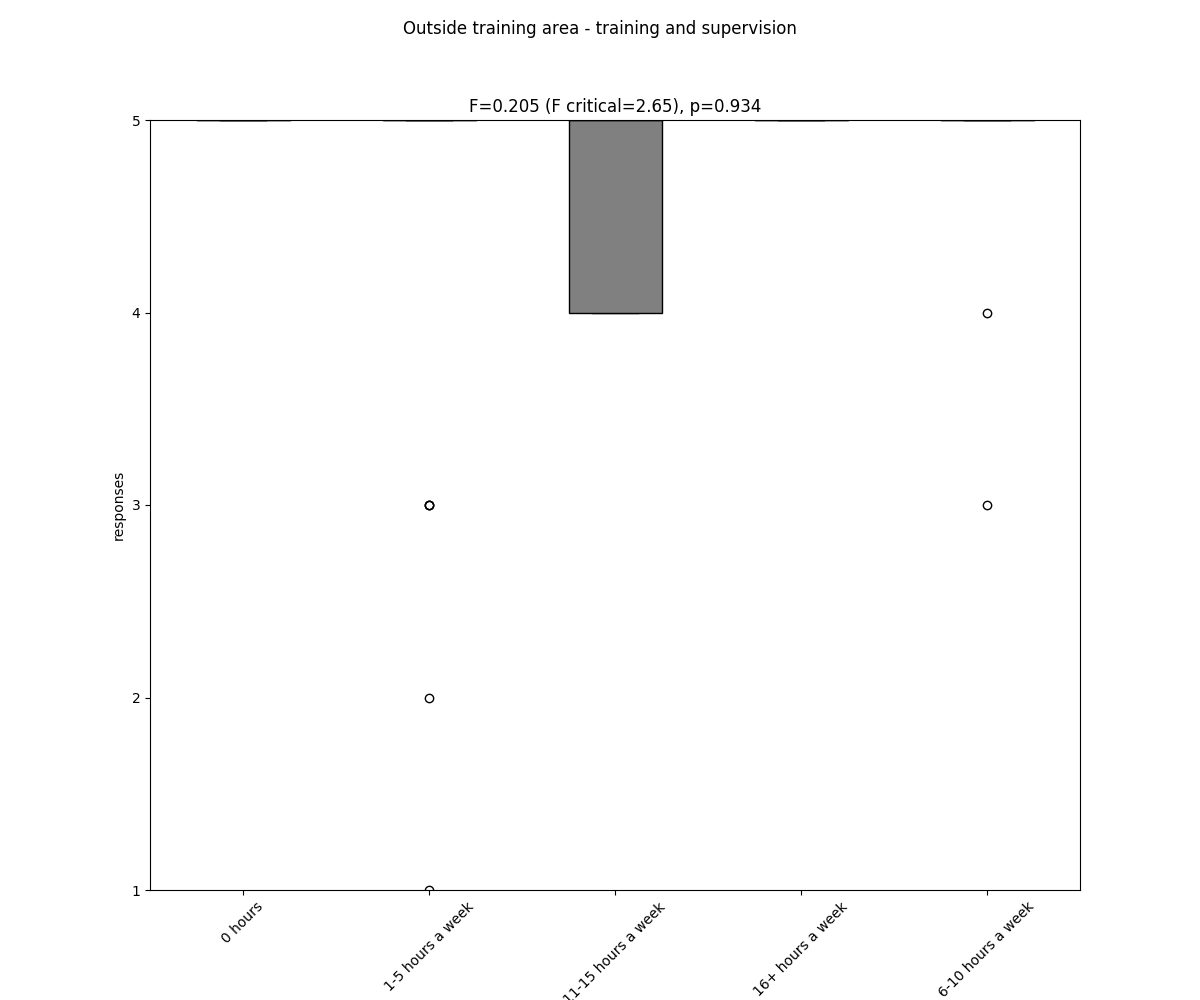 Outside training area - training and supervision
F=0.205 (F critical=2.65), p=0.934
5
4
3
2
1
responses
0 hours
1-5 hours a week
11-15 hours a week
16+ hours a week
6-10 hours a week